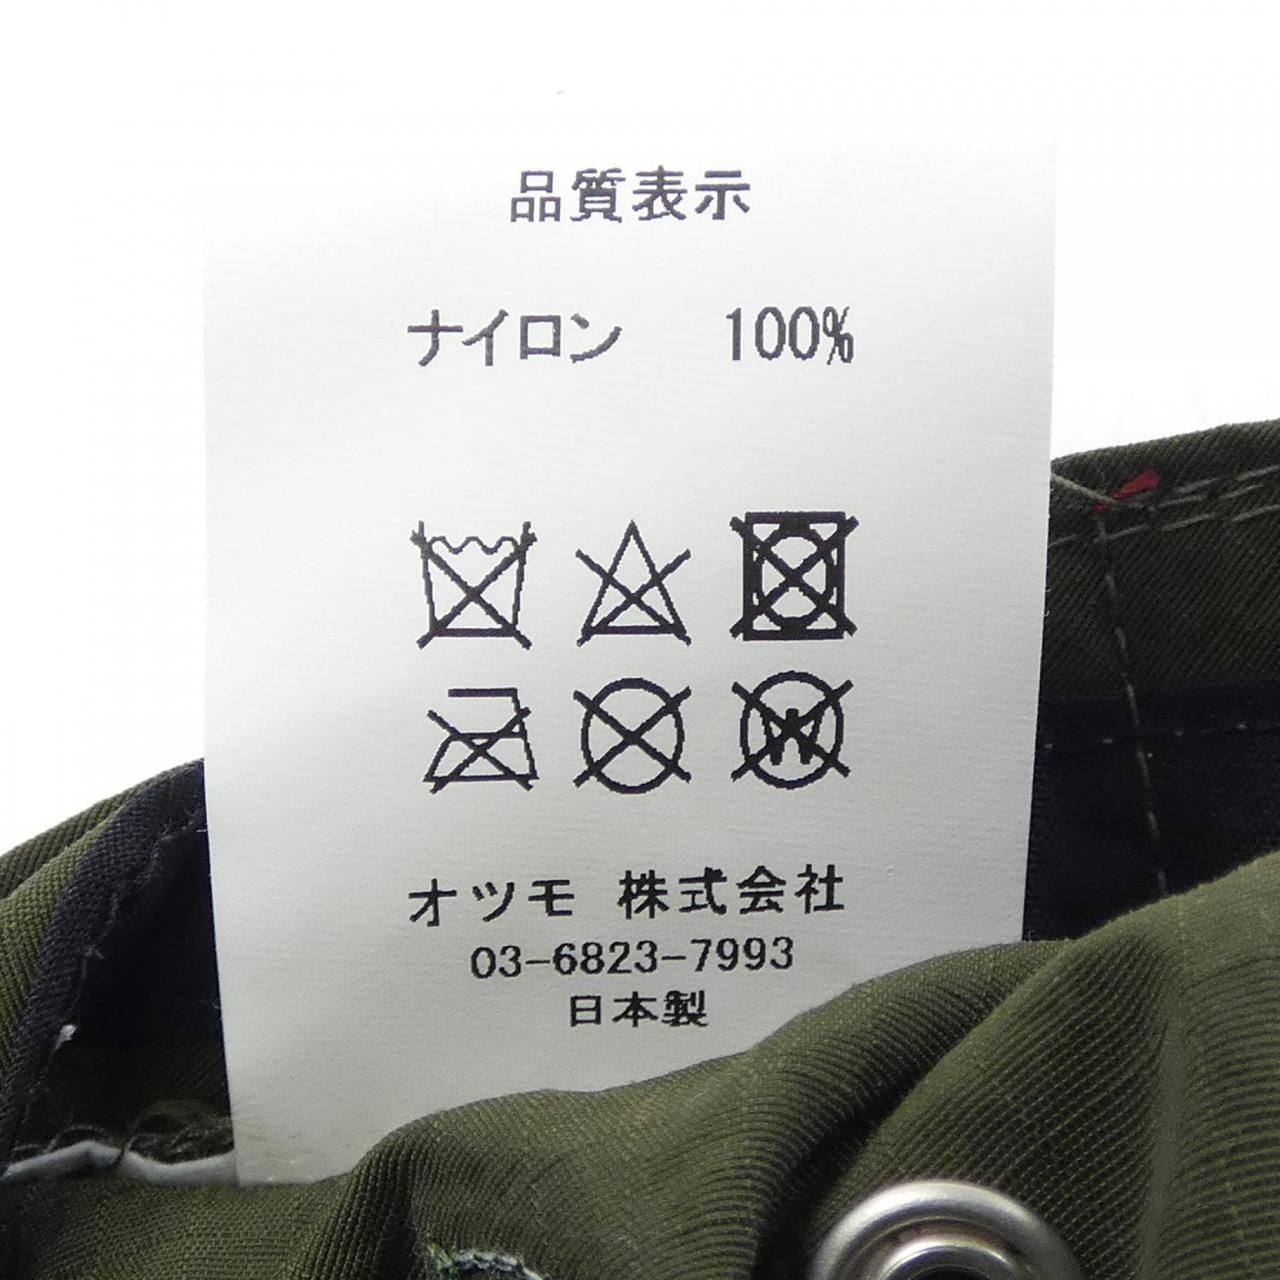 品質表示
ナイロン 100%
W
オツモ 株式会社
03-6823-7993
日本製